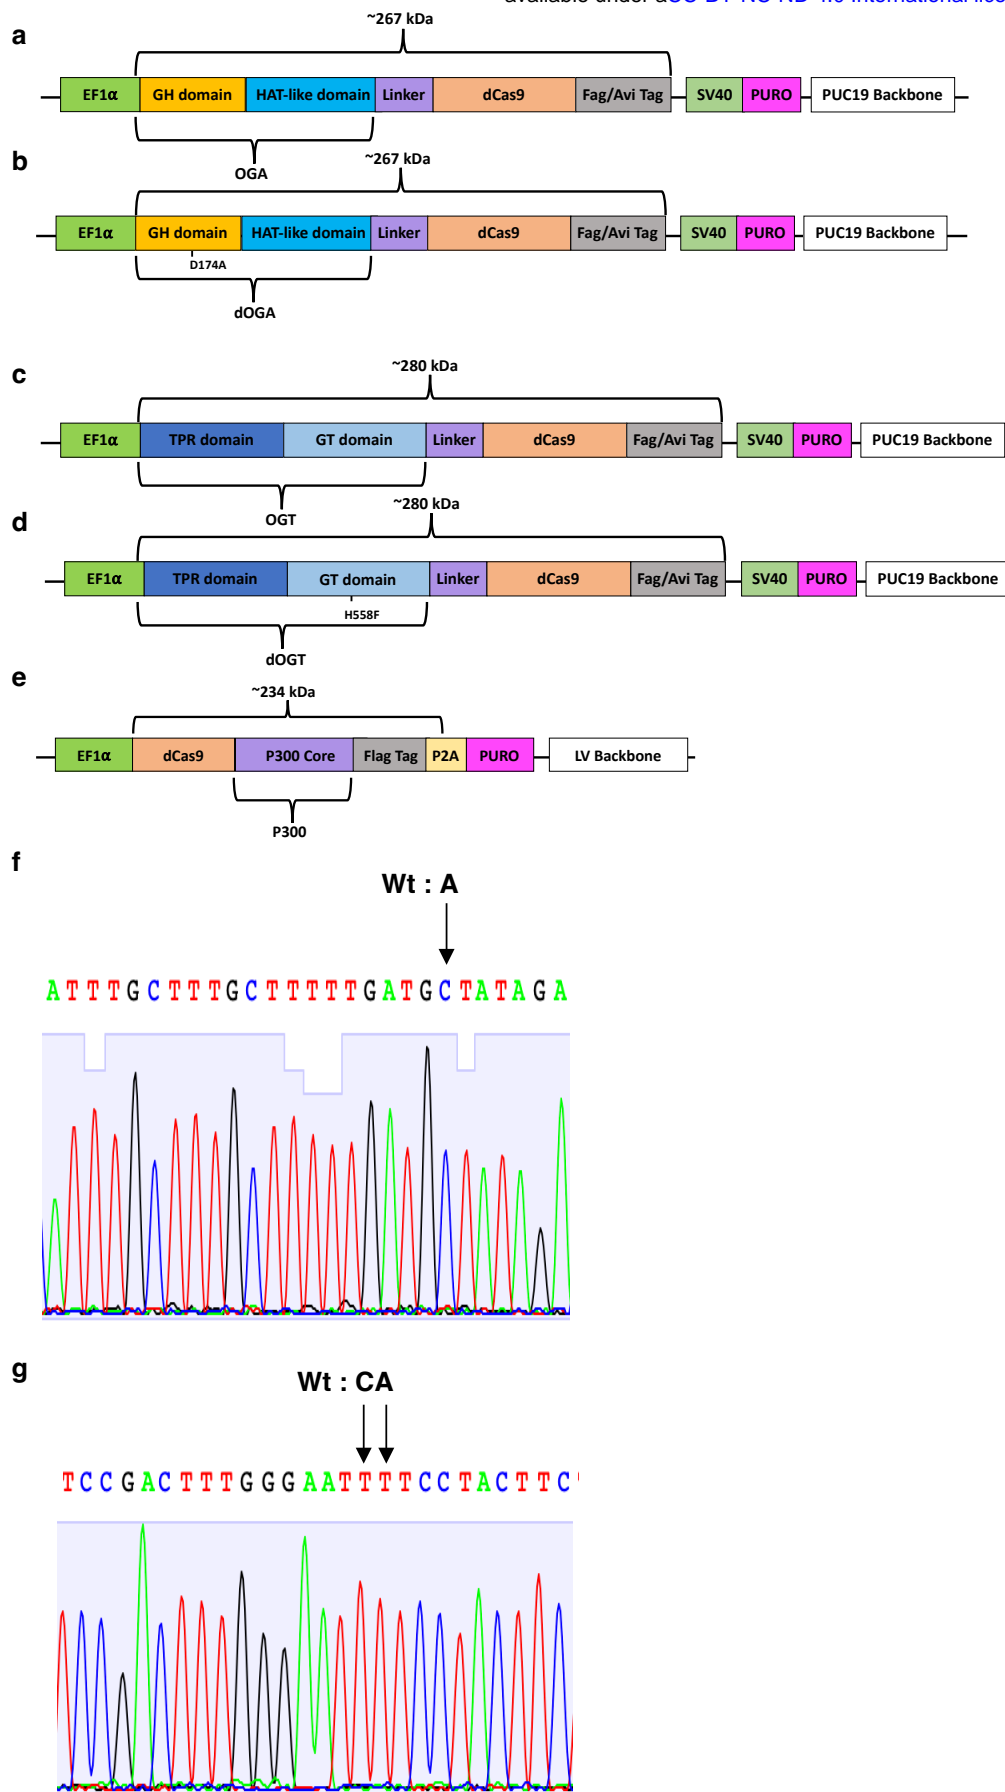 a
~267 kDa
EF1α GH domain HAT-like domain Linker dCas9 Fag/Avi Tag SV40 PURO PUC19 Backbone
OGA
b
~267 kDa
EF1α GH domain HAT-like domain Linker dCas9 Fag/Avi Tag SV40 PURO PUC19 Backbone
D174A
dOGA
c
~280 kDa
EF1α TPR domain GT domain Linker dCas9 Fag/Avi Tag SV40 PURO PUC19 Backbone
OGT
d
~280 kDa
EF1α TPR domain GT domain Linker dCas9 Fag/Avi Tag SV40 PURO PUC19 Backbone
H558F
dOGT
e
~234 kDa
EF1α dCas9 P300 Core Flag Tag P2A PURO LV Backbone
P300
f
Wt : A
A T T T G C T T T G C T T T T T G A T G C T A T A G A
g
Wt : CA
T C C G A C T T T G G G A A T T T T C C T A C T T C